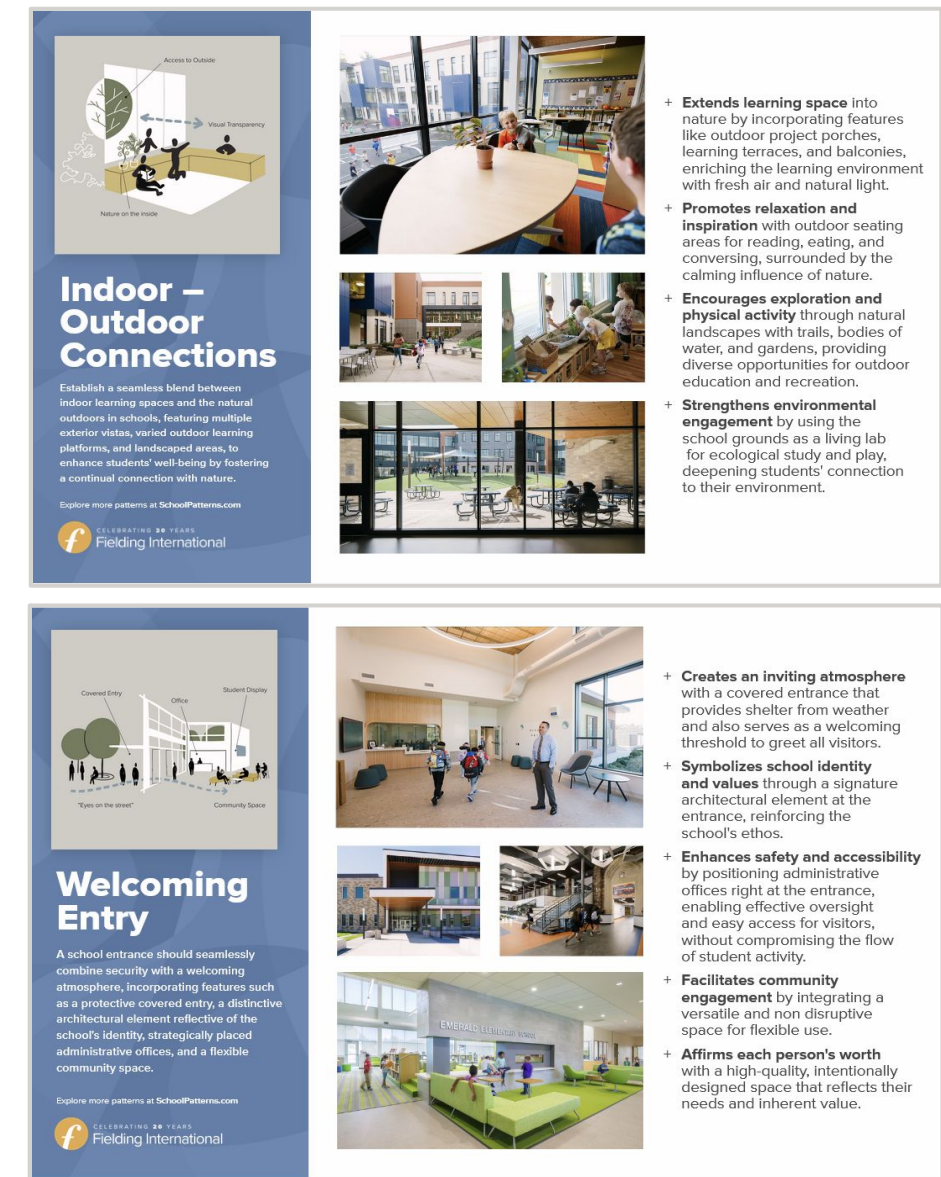 Access to Outside
Visual Transparency
Nature on the inside
Indoor –
Outdoor
Connections
Establish a seamless blend between
indoor learning spaces and the natural
outdoors in schools, featuring multiple
exterior vistas, varied outdoor learning
platforms, and landscaped areas, to
enhance students' well-being by fostering
a continual connection with nature.
Explore more patterns at SchoolPatterns.com
f
CELEBRATING 20 YEARS
Fielding International
+ Extends learning space into
nature by incorporating features
like outdoor project porches,
learning terraces, and balconies,
enriching the learning environment
with fresh air and natural light.
+ Promotes relaxation and
inspiration with outdoor seating
areas for reading, eating, and
conversing, surrounded by the
calming influence of nature.
+ Encourages exploration and
physical activity through natural
landscapes with trails, bodies of
water, and gardens, providing
diverse opportunities for outdoor
education and recreation.
+ Strengthens environmental
engagement by using the
school grounds as a living lab
for ecological study and play,
deepening students' connection
to their environment.
Covered Entry
Office
Student Display
"Eyes on the street"
Community Space
Welcoming
Entry
A school entrance should seamlessly
combine security with a welcoming
atmosphere, incorporating features such
as a protective covered entry, a distinctive
architectural element reflective of the
school's identity, strategically placed
administrative offices, and a flexible
community space.
Explore more patterns at SchoolPatterns.com
f
CELEBRATING 20 YEARS
Fielding International
EMERALD ELEMENTARY SCHOOL
+ Creates an inviting atmosphere
with a covered entrance that
provides shelter from weather
and also serves as a welcoming
threshold to greet all visitors.
+ Symbolizes school identity
and values through a signature
architectural element at the
entrance, reinforcing the
school's ethos.
+ Enhances safety and accessibility
by positioning administrative
offices right at the entrance,
enabling effective oversight
and easy access for visitors,
without compromising the flow
of student activity.
+ Facilitates community
engagement by integrating a
versatile and non disruptive
space for flexible use.
+ Affirms each person's worth
with a high-quality, intentionally
designed space that reflects their
needs and inherent value.